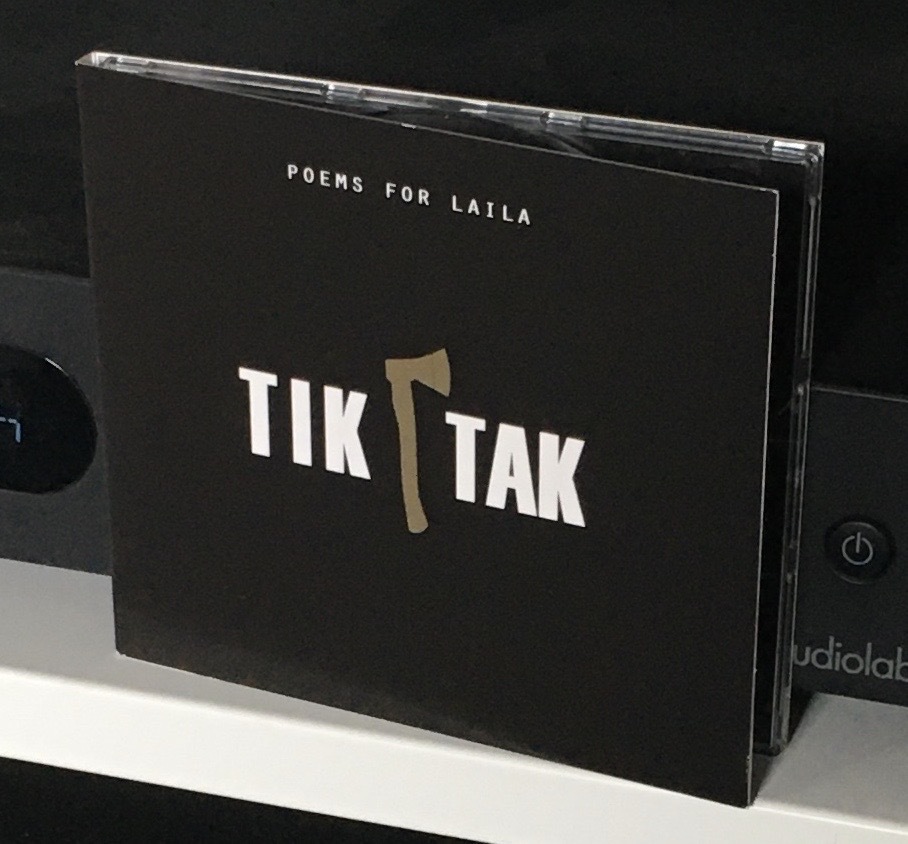 POEMS FOR LAILA
TIK TAK
udiolab